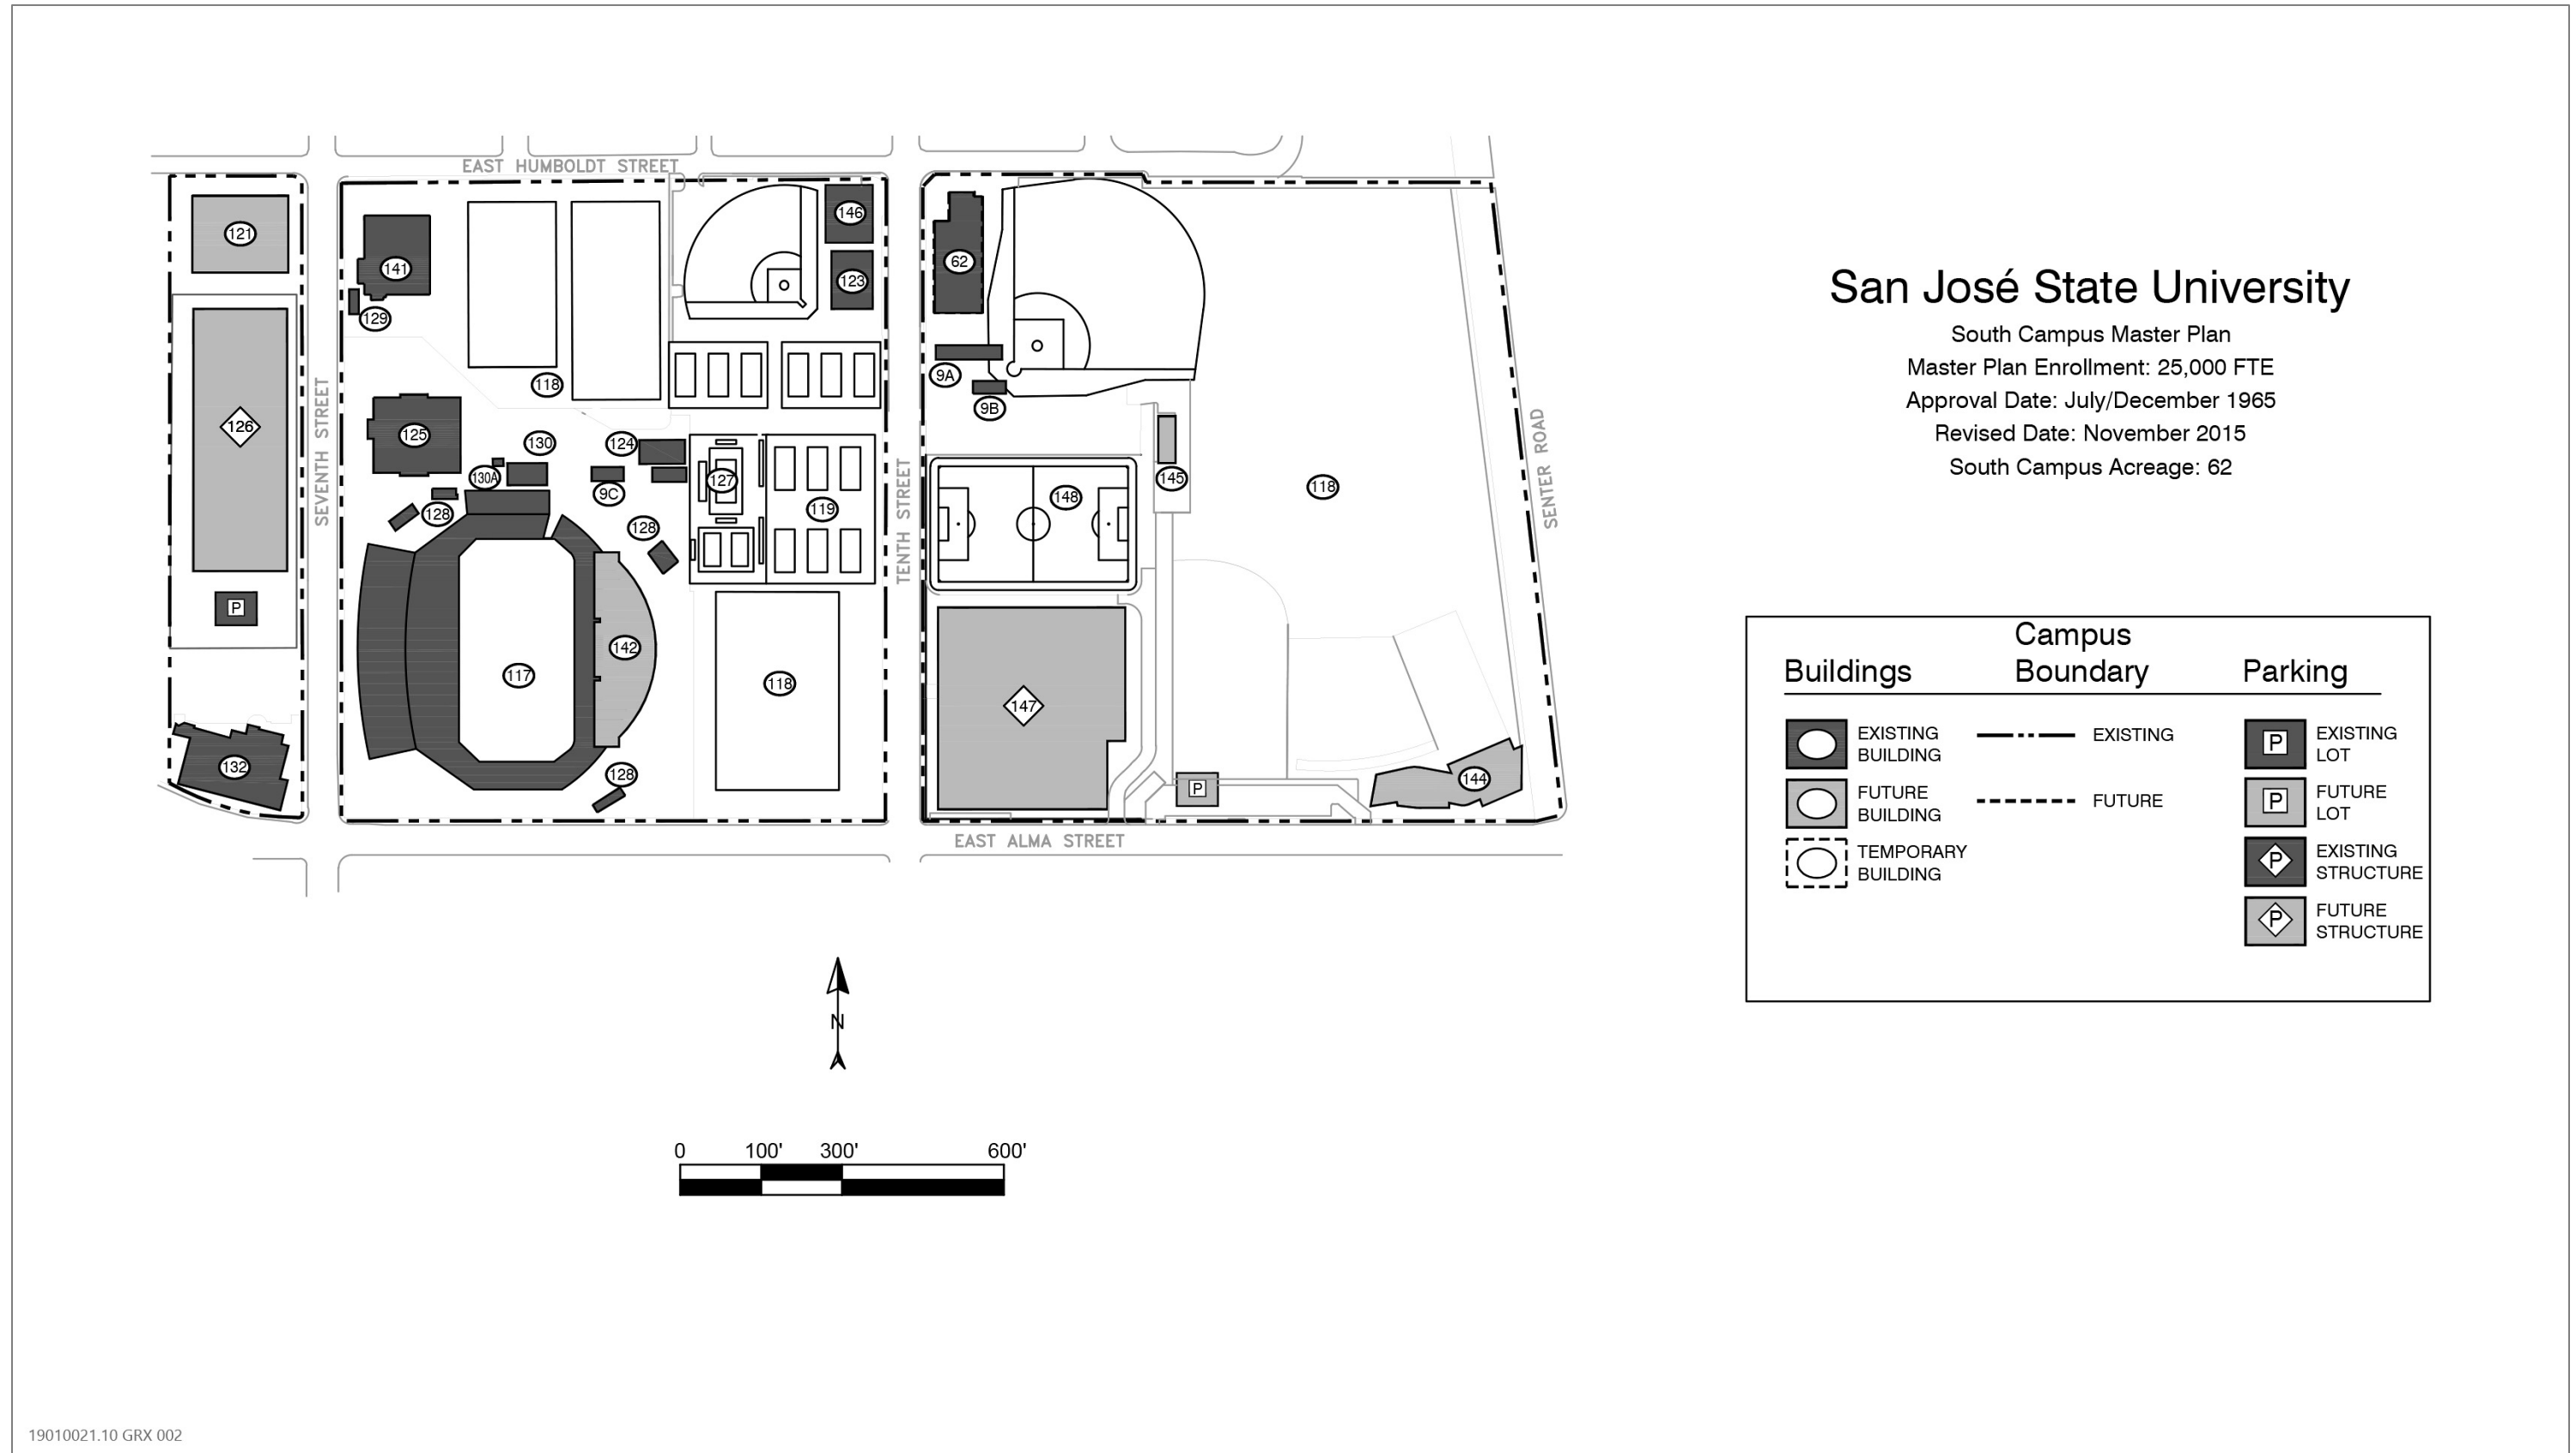 EAST HUMBOLDT STREET
146
121
62
141
123
129
9A
118
9B
126
SEVENTH STREET
125
130
124
130A
9C
127
145
118
128
128
119
148
TENTH STREET
SENTER ROAD
P
142
117
118
147
132
128
P
144
EAST ALMA STREET
San José State University
South Campus Master Plan
Master Plan Enrollment: 25,000 FTE
Approval Date: July/December 1965
Revised Date: November 2015
South Campus Acreage: 62
Buildings
Campus
Boundary
Parking
EXISTING
BUILDING
FUTURE
BUILDING
TEMPORARY
BUILDING
EXISTING
FUTURE
P
EXISTING
LOT
P
FUTURE
LOT
P
EXISTING
STRUCTURE
P
FUTURE
STRUCTURE
N
0 100' 300' 600'
19010021.10 GRX 002